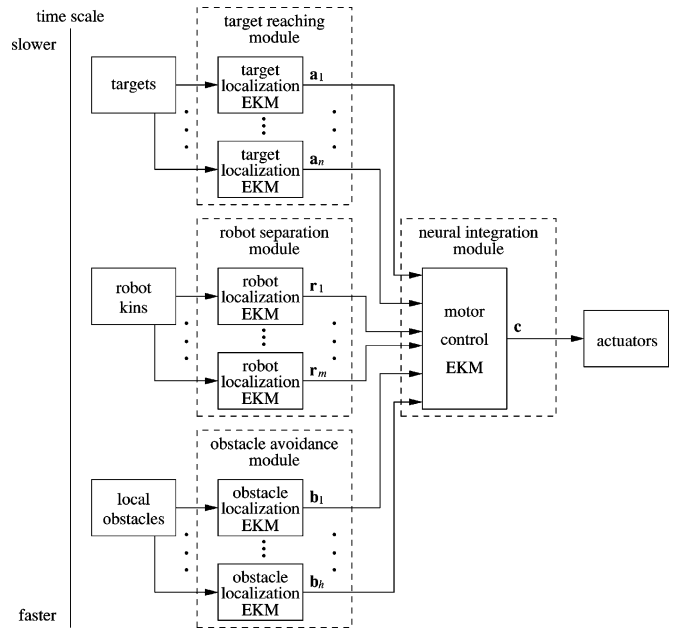 time scale
slower
faster
target reaching
module
targets
target
localization
EKM
a1
target
localization
EKM
an
robot separation
module
robot
kins
robot
localization
EKM
r1
robot
localization
EKM
rm
neural integration
module
motor
control
EKM
c
actuators
obstacle avoidance
module
local
obstacles
obstacle
localization
EKM
b1
obstacle
localization
EKM
bh